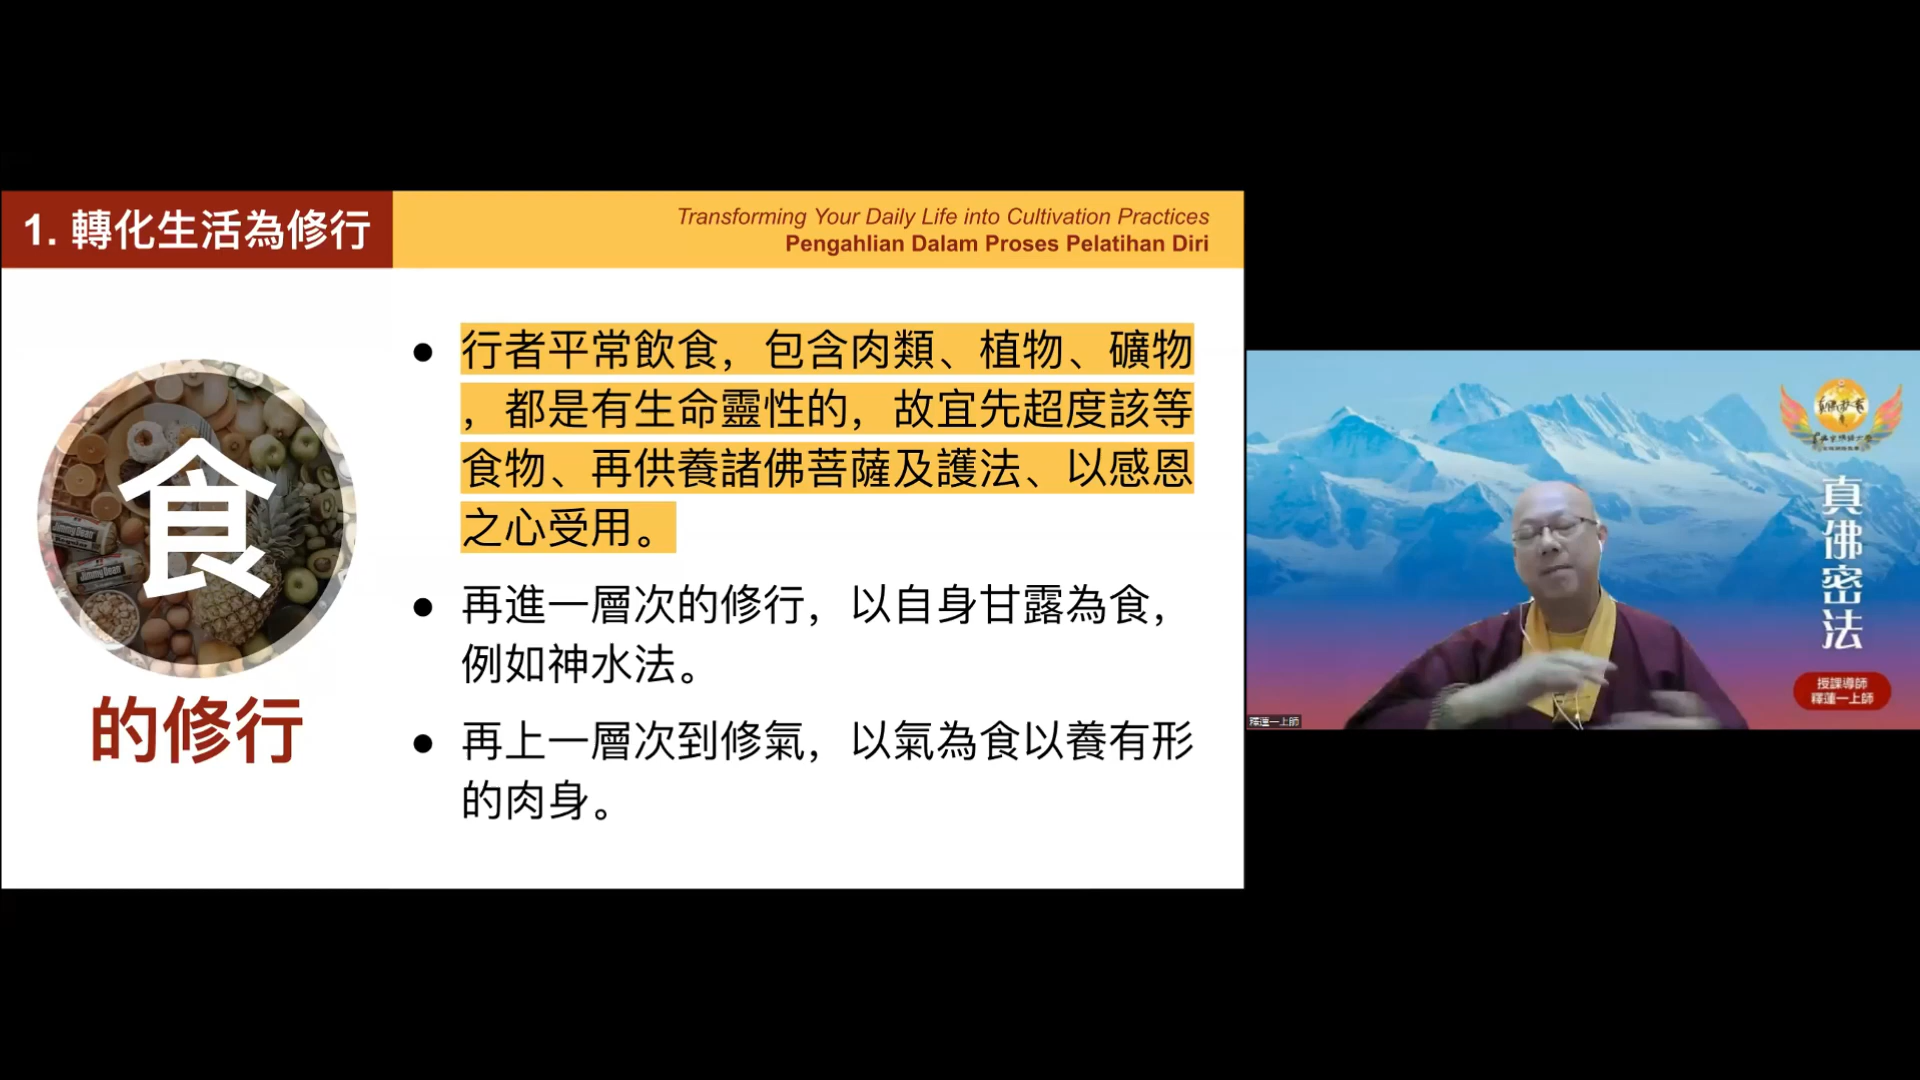 1. 轉化生活為修行
Transforming Your Daily Life into Cultivation Practices
Pengahlian Dalam Proses Pelatihan Diri
食
的修行
Jimmy Dean
Jimmy Dean
● 行者平常飲食，包含肉類、植物、礦物
，都是有生命靈性的，故宜先超度該等
食物、再供養諸佛菩薩及護法、以感恩
之心受用。
● 再進一層次的修行，以自身甘露為食，
例如神水法。
● 再上一層次到修氣，以氣為食以養有形
的肉身。
真佛密法
授課導師
釋蓮一上師
釋蓮一上師